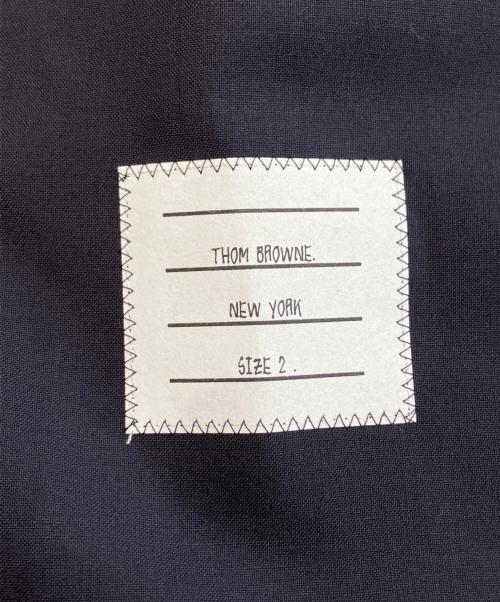 THOM BROWNE.
NEW YORK
SIZE 2 .